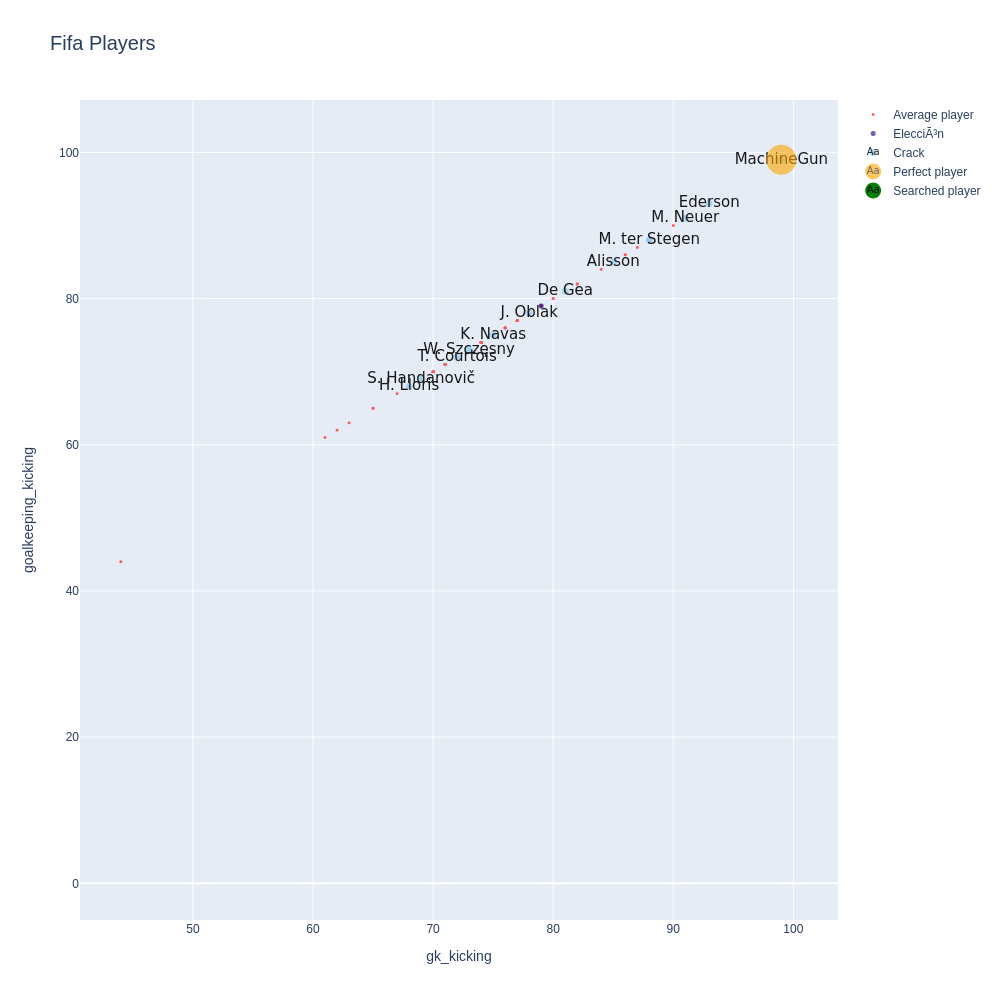 Fifa Players
Average player
ElecciÃ³n
Aa Crack
Aa Perfect player
Aa Searched player
100
80
60
40
20
0
goalkeeping_kicking
MachineGun
Ederson
M. Neuer
M. ter Stegen
Alisson
De Gea
J. Oblak
K. Navas
W. Szczęsny
T. Courtois
S. Handanovič
H. Lloris
50 60 70 80 90 100
gk_kicking